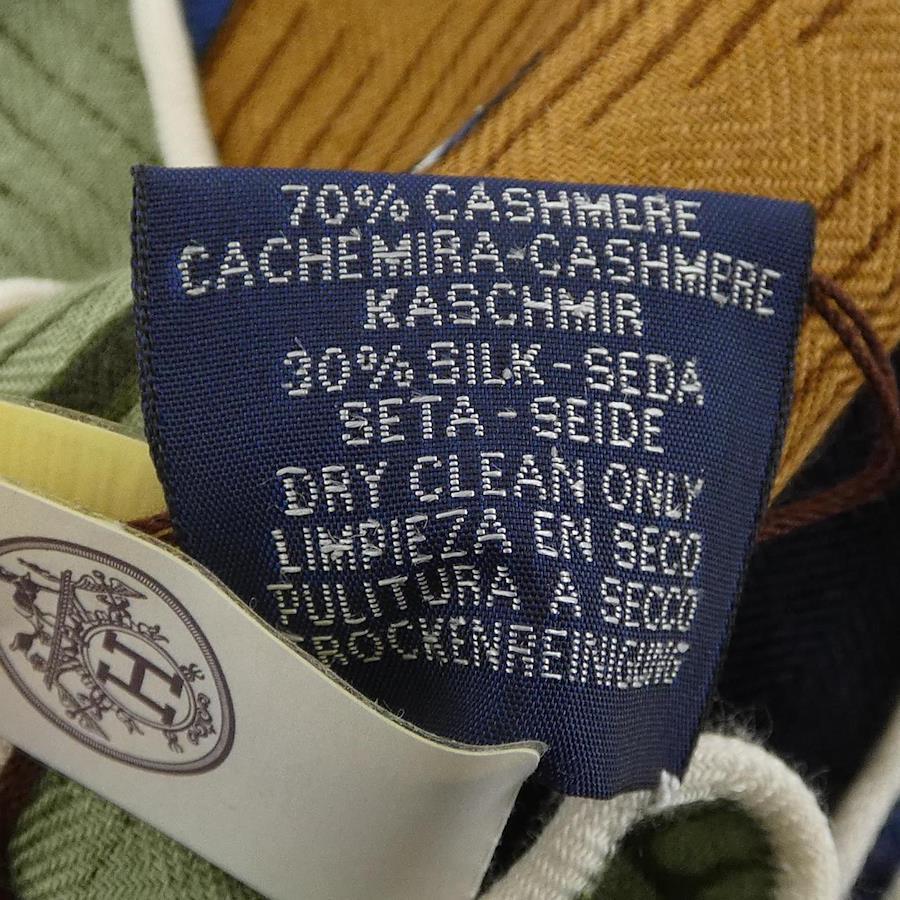 70% CASHMERE
CACHEMIRA-CASHMERE
KASCHMIR
30% SILK-SEDA
SETA-SEIDE
DRY CLEAN ONLY
LIMPIEZA EN SECO
PULITURA A SECCO
TROCKENREINIGUNG
H